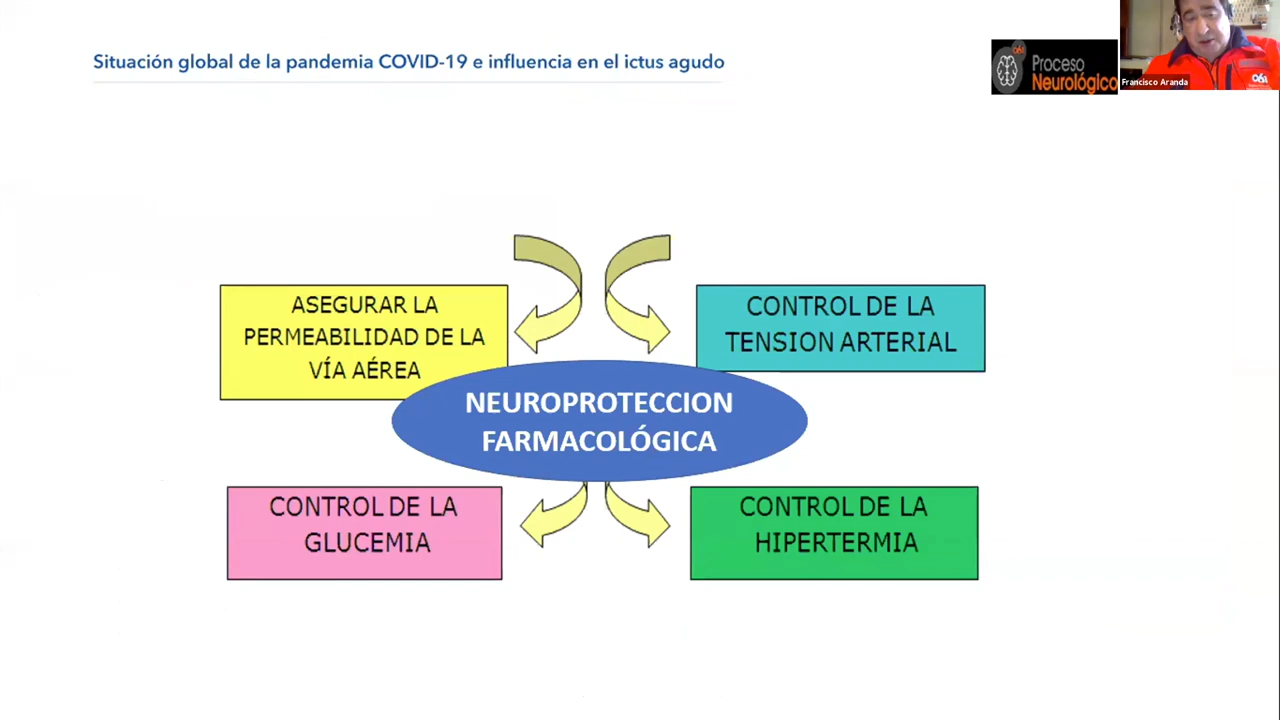 Situación global de la pandemia COVID-19 e influencia en el ictus agudo
061
Proceso
Neurológico
Francisco Aranda
061
ASEGURAR LA
PERMEABILIDAD DE LA
VÍA AÉREA
CONTROL DE LA
TENSION ARTERIAL
NEUROPROTECCION
FARMACOLÓGICA
CONTROL DE LA
GLUCEMIA
CONTROL DE LA
HIPERTERMIA